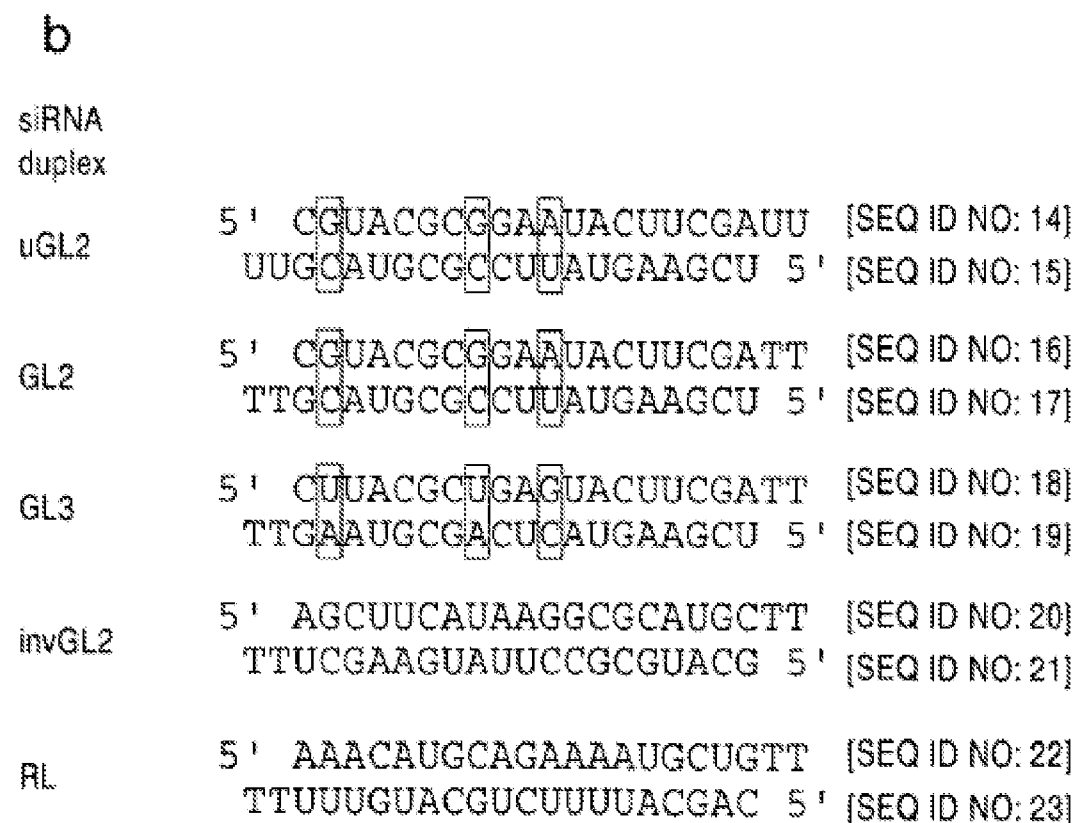 b
siRNA
duplex
uGL2
5' CGUACGCGGAAUACUUCGAUU [SEQ ID NO: 14]
UUGCAUGCGCCUUAUGAAGCU 5' [SEQ ID NO: 15]
GL2
5' CGUACGCGGAAUACUUCGATT [SEQ ID NO: 16]
TTGCAUGCGCCUUAUGAAGCU 5' [SEQ ID NO: 17]
GL3
5' CUUACGCUGAGUACUUCGATT [SEQ ID NO: 18]
TTGAAUGCGACUCAUGAAGCU 5' [SEQ ID NO: 19]
invGL2
5' AGCUUCAUAAGGCGCAUGCTT [SEQ ID NO: 20]
TTUCGAAGUAUUCCGCGUACG 5' [SEQ ID NO: 21]
RL
5' AAACAUGCAGAAAAUGCUGTT [SEQ ID NO: 22]
TTUUUGUACGUCUUUUACGAC 5' [SEQ ID NO: 23]